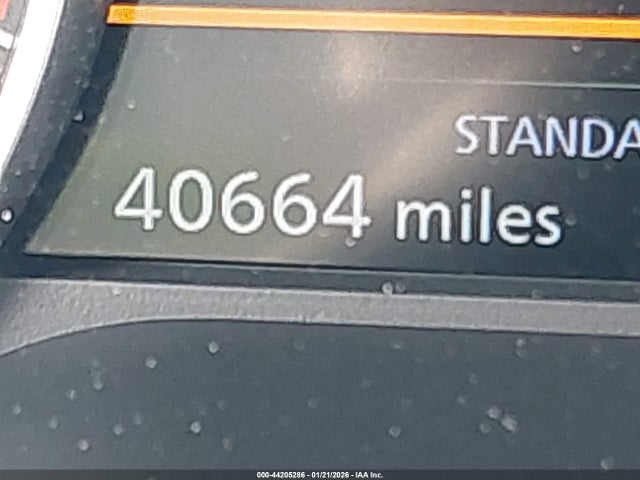 STANDA
40664 miles
000-44205286 - 01/21/2026 - IAA Inc.